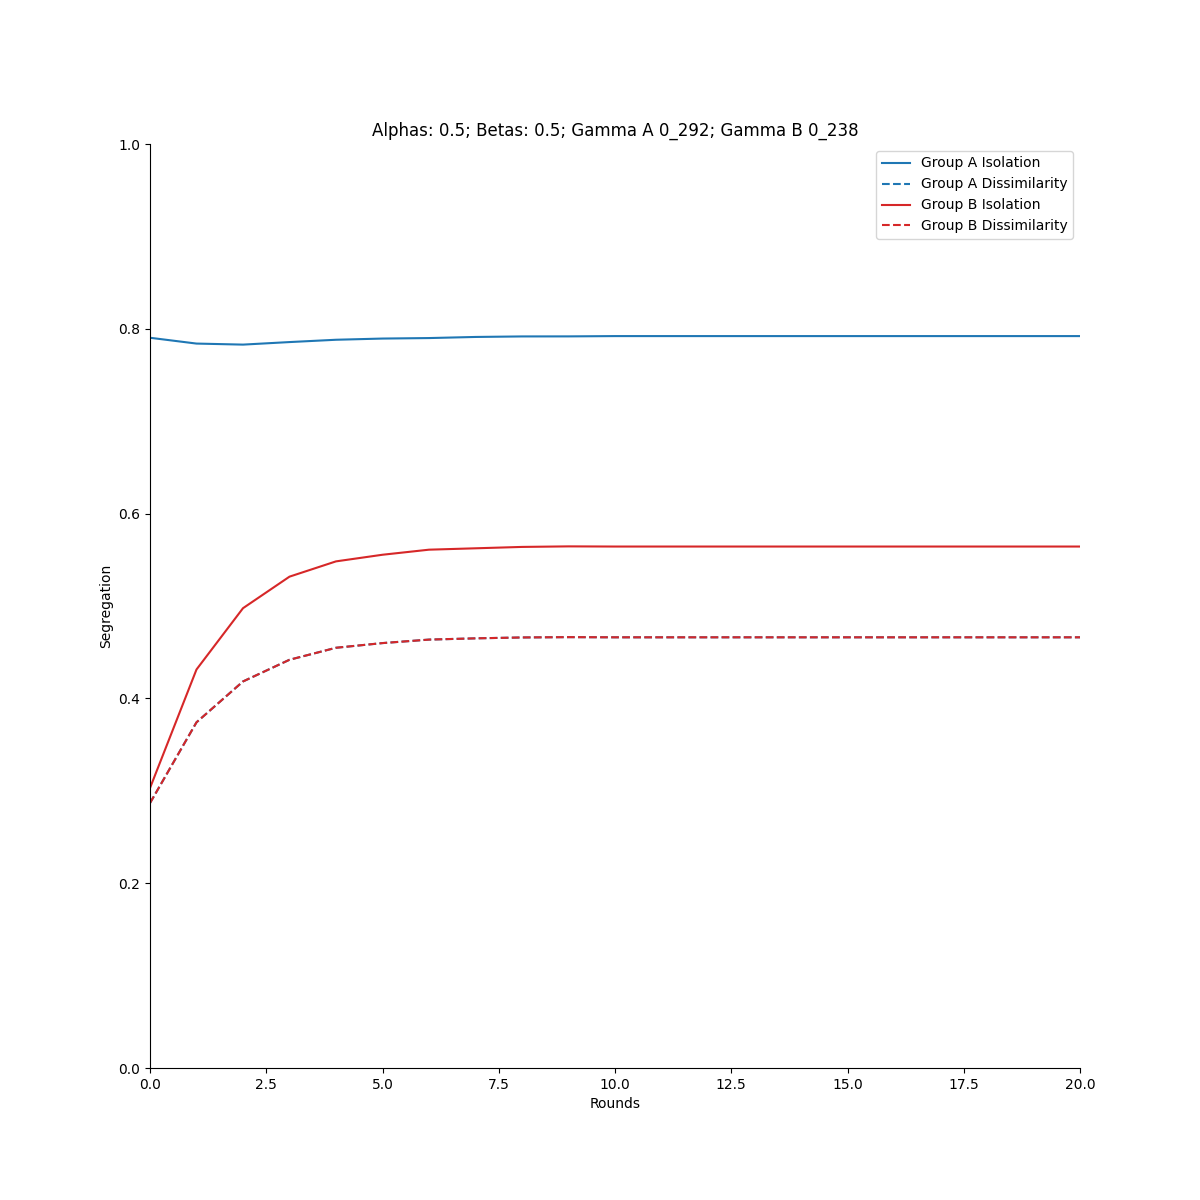 Alphas: 0.5; Betas: 0.5; Gamma A 0_292; Gamma B 0_238
1.0
0.8
0.6
0.4
0.2
0.0
Segregation
Group A Isolation
Group A Dissimilarity
Group B Isolation
Group B Dissimilarity
0.0 2.5 5.0 7.5 10.0 12.5 15.0 17.5 20.0
Rounds